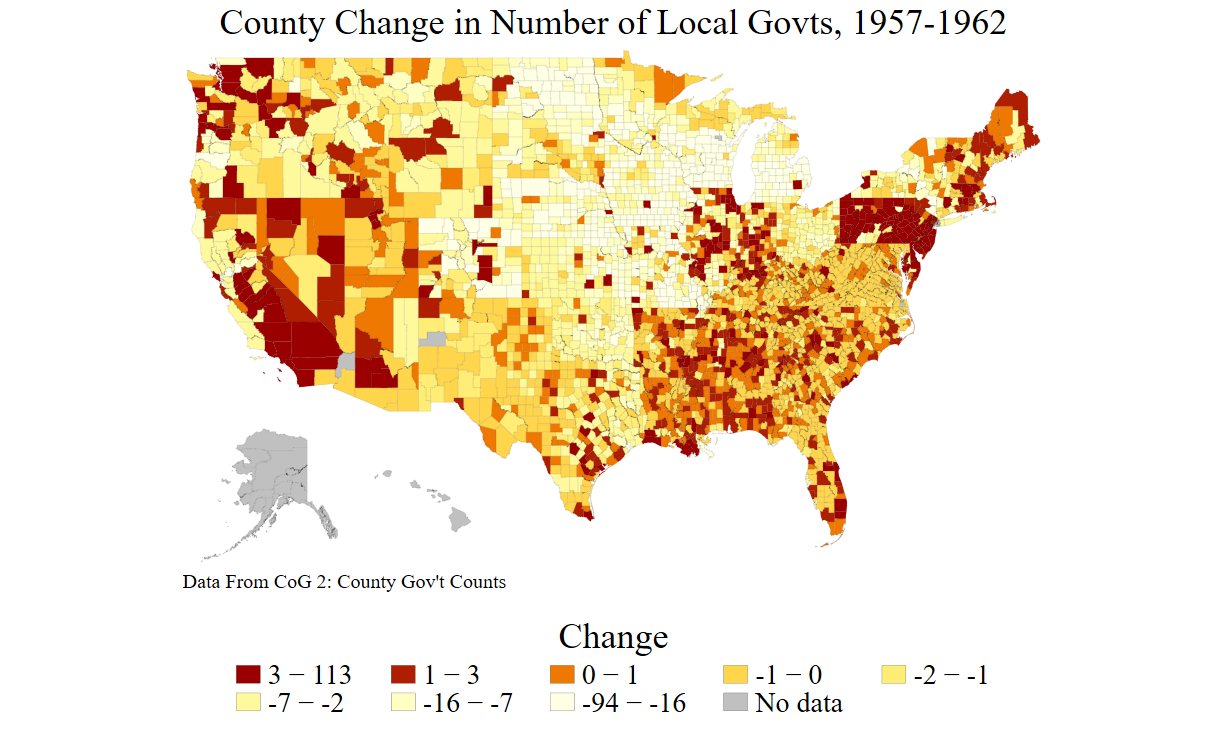 County Change in Number of Local Govts, 1957-1962
Data From CoG 2: County Gov't Counts
Change
3 − 113 1 − 3 0 − 1 -1 − 0 -2 − -1
-7 − -2 -16 − -7 -94 − -16 No data